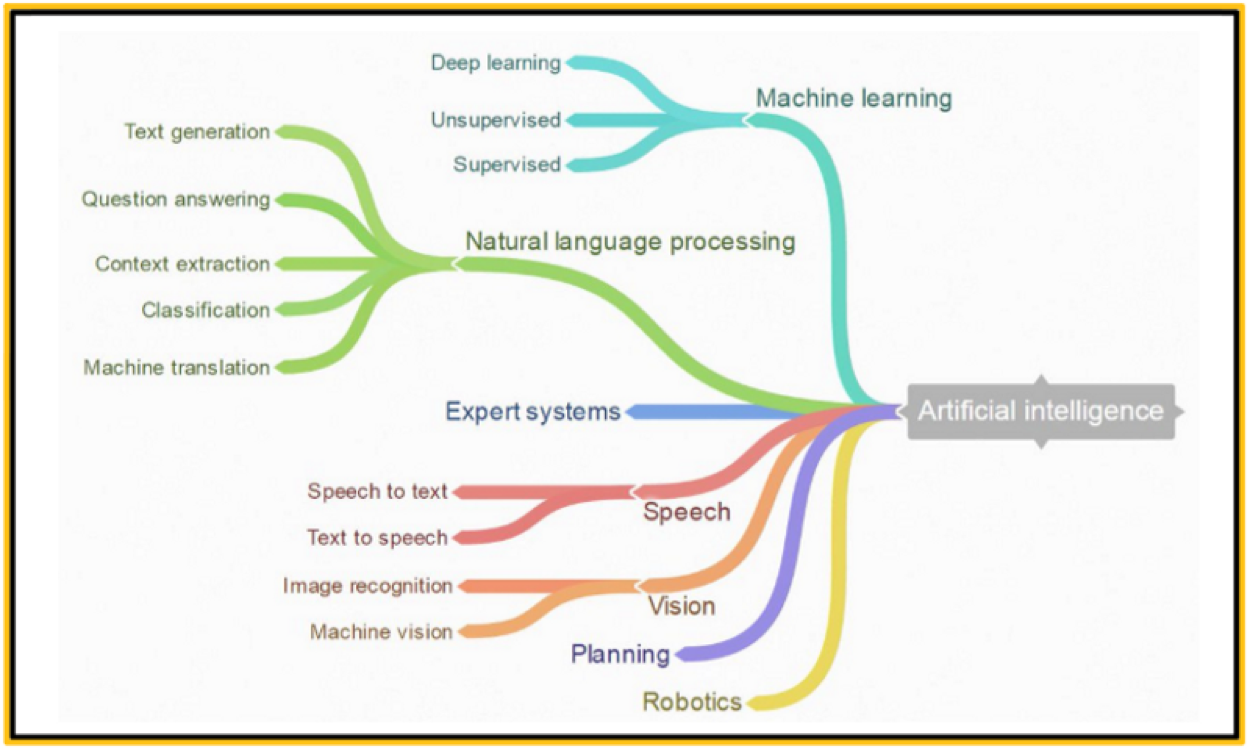 Deep learning
Machine learning
Unsupervised
Supervised
Text generation
Question answering
Natural language processing
Context extraction
Classification
Machine translation
Expert systems
Artificial intelligence
Speech to text
Speech
Text to speech
Image recognition
Vision
Machine vision
Planning
Robotics